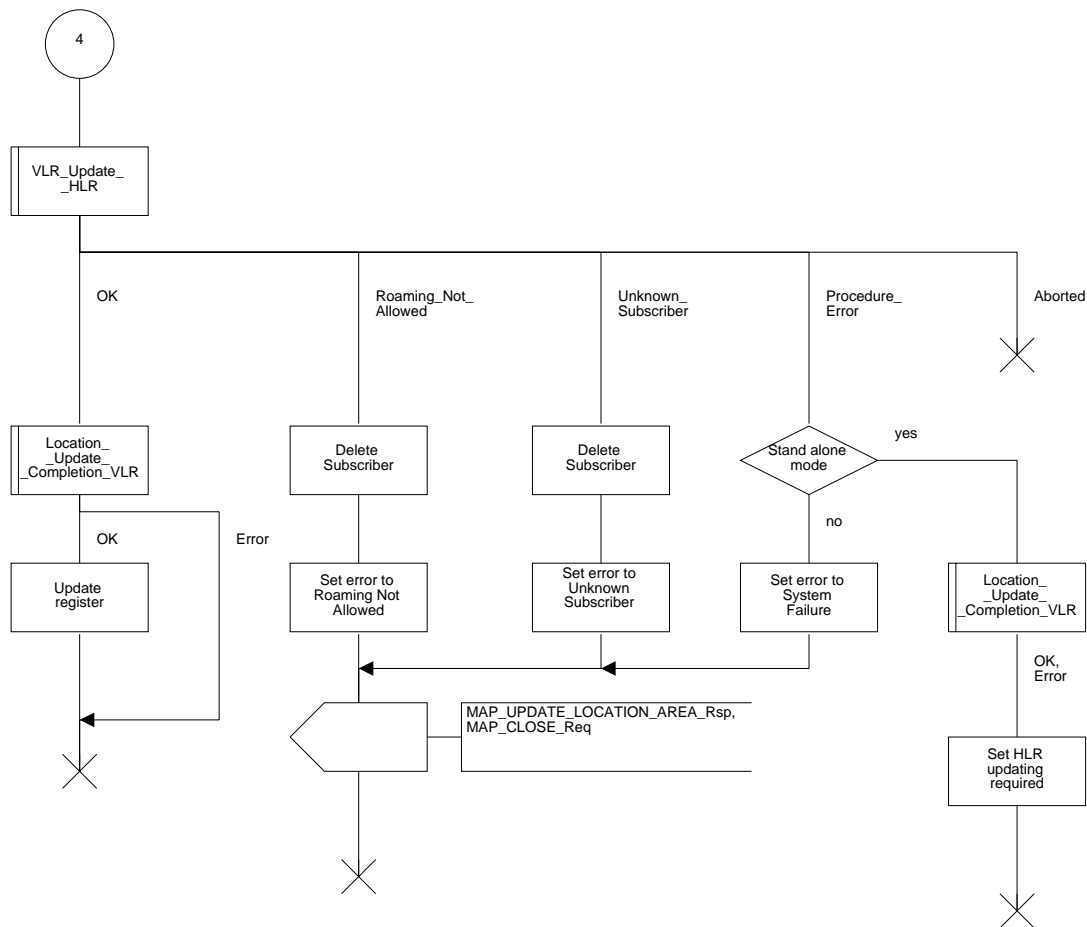 4
VLR_Update_
_HLR
OK
Roaming_Not_
Allowed
Unknown_
Subscriber
Procedure_
Error
Aborted
Location_
_Update_
_Completion_VLR
Delete
Subscriber
Delete
Subscriber
Stand alone
mode
yes
no
OK
Error
Update
register
Set error to
Roaming Not
Allowed
Set error to
Unknown
Subscriber
Set error to
System
Failure
Location_
_Update_
_Completion_VLR
OK,
Error
MAP_UPDATE_LOCATION_AREA_Rsp,
MAP_CLOSE_Req
Set HLR
updating
required